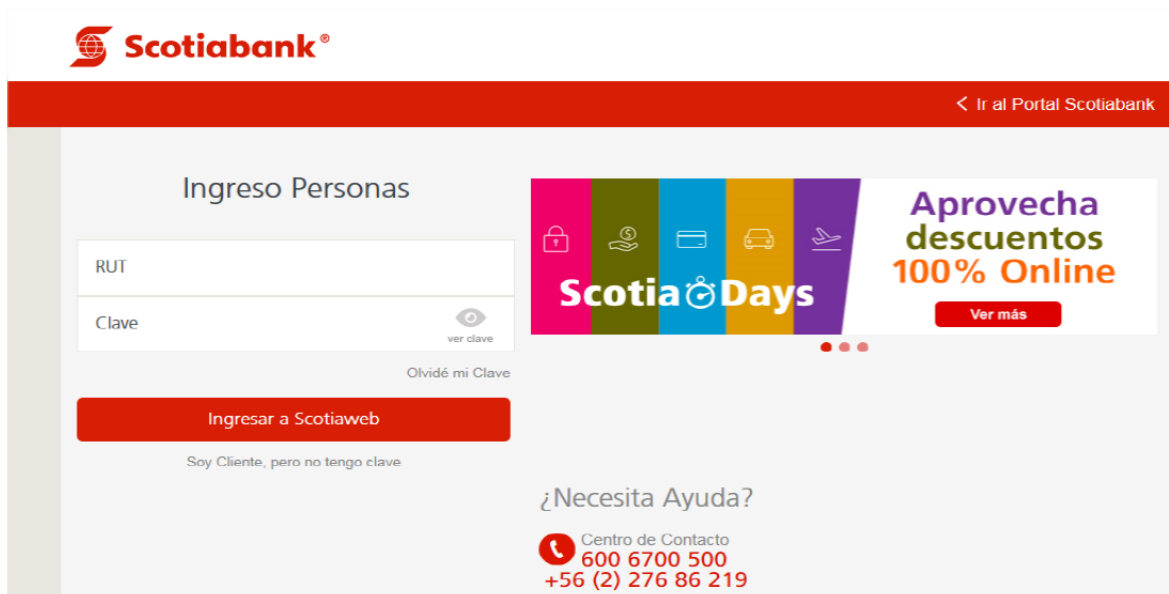 Scotiabank®
< Ir al Portal Scotiabank
Ingreso Personas
RUT
Clave
ver clave
Olvidé mi Clave
Ingresar a Scotiaweb
Soy Cliente, pero no tengo clave
Scotia Days
Aprovecha
descuentos
100% Online
Ver más
¿Necesita Ayuda?
Centro de Contacto
600 6700 500
+56 (2) 276 86 219